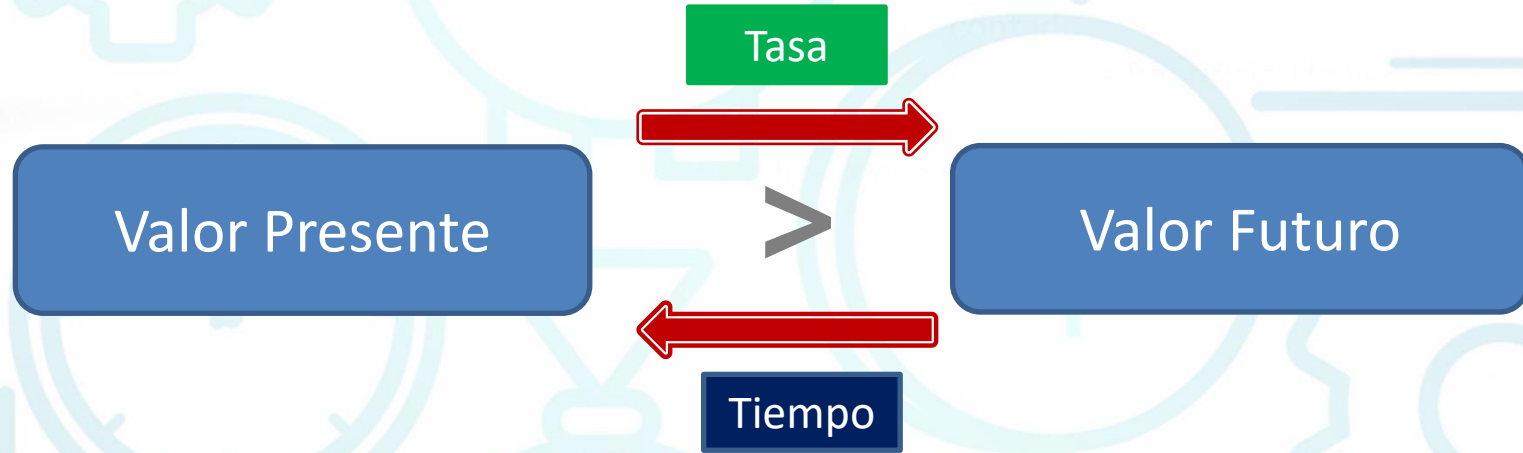 Tasa
Valor Presente
>
Valor Futuro
Tiempo